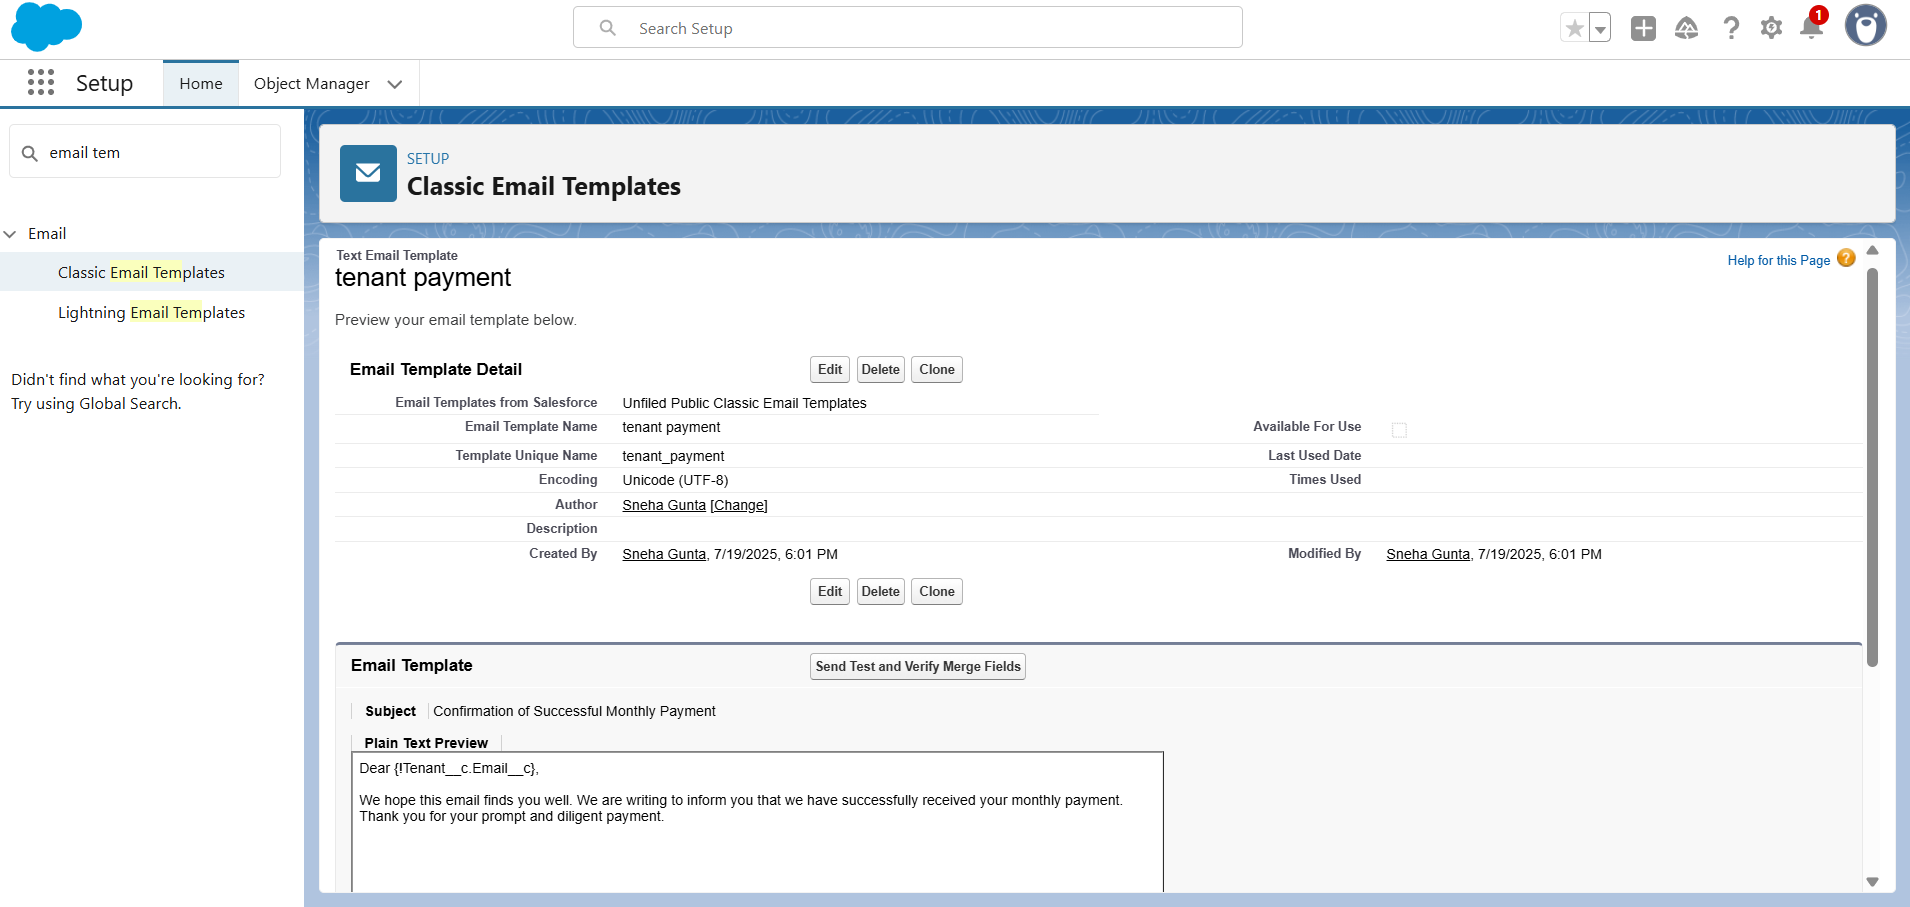 Search Setup
1
Setup
Home
Object Manager
email tem
Email
Classic Email Templates
Lightning Email Templates
Didn't find what you're looking for?
Try using Global Search.
SETUP
Classic Email Templates
Text Email Template
tenant payment
Help for this Page ?
Preview your email template below.
Email Template Detail
Edit Delete Clone
Email Templates from Salesforce Unfiled Public Classic Email Templates
Email Template Name tenant payment Available For Use
Template Unique Name tenant_payment Last Used Date
Encoding Unicode (UTF-8) Times Used
Author Sneha Gunta [Change]
Description
Created By Sneha Gunta, 7/19/2025, 6:01 PM Modified By Sneha Gunta, 7/19/2025, 6:01 PM
Edit Delete Clone
Email Template Send Test and Verify Merge Fields
Subject Confirmation of Successful Monthly Payment
Plain Text Preview
Dear {!Tenant__c.Email__c},
We hope this email finds you well. We are writing to inform you that we have successfully received your monthly payment.
Thank you for your prompt and diligent payment.